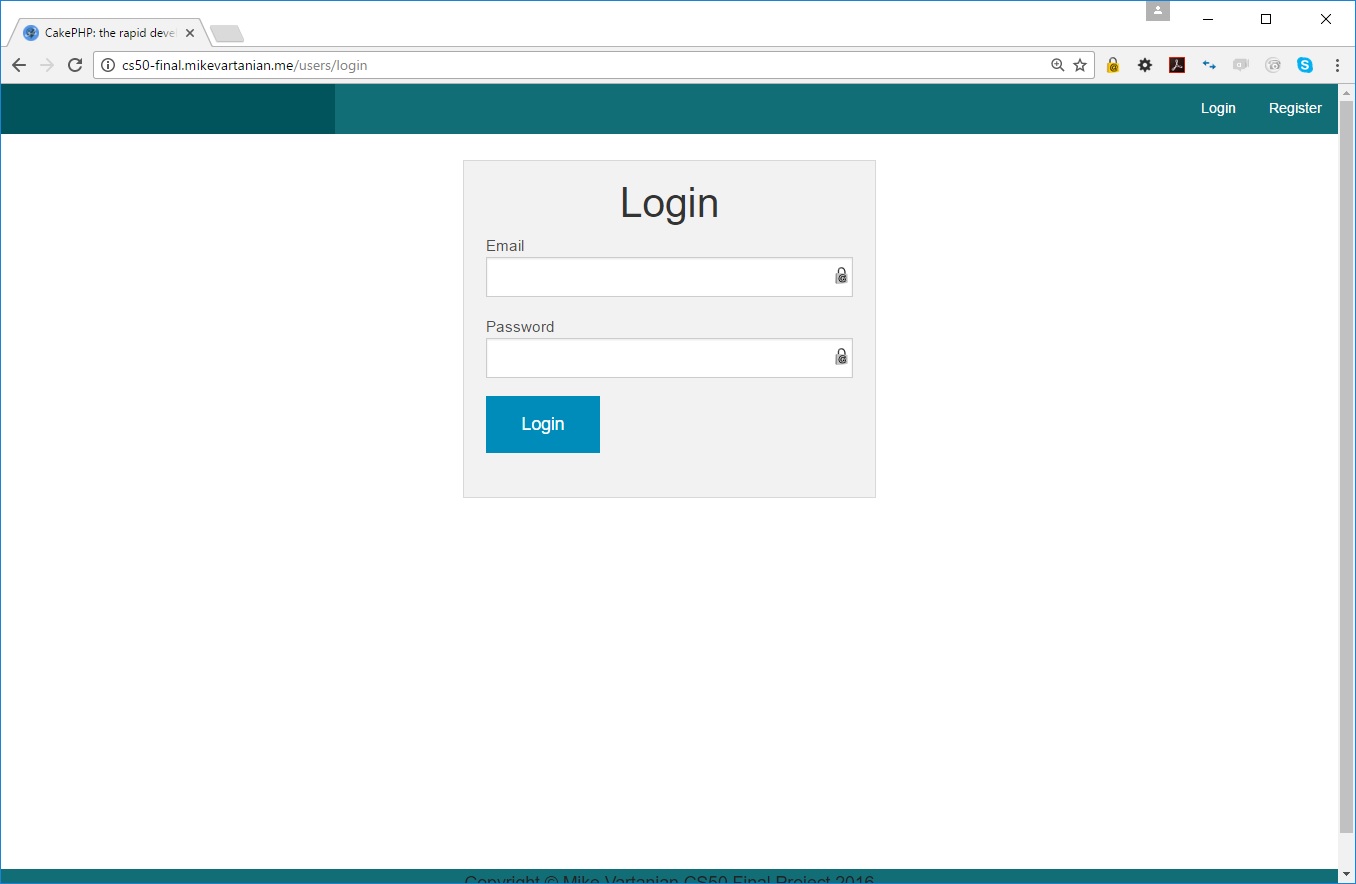 CakePHP: the rapid deve
cs50-final.mikevartanian.me/users/login
Login
Register
Login
Email
Password
Login
Copyright © Mike Vartanian CS50 Final Project 2016